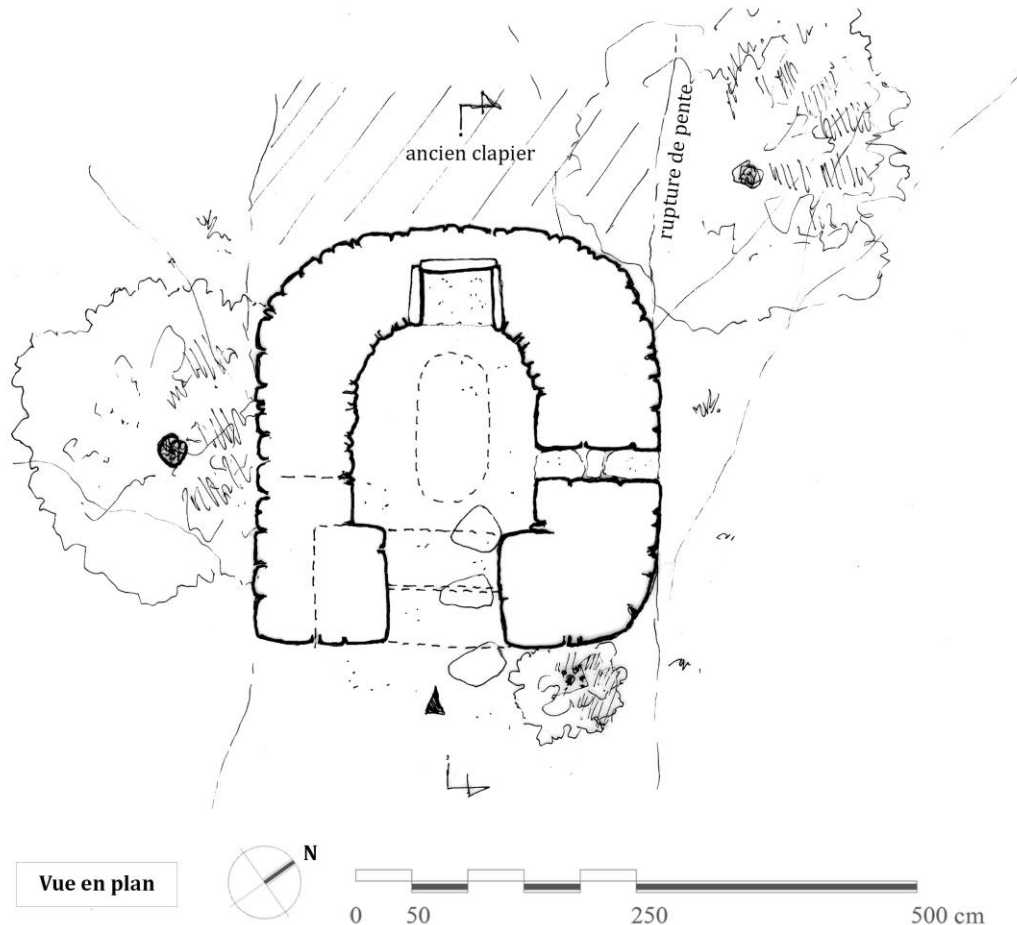 ancien clapier
rupture de pente
Vue en plan
N
0 50 250 500 cm